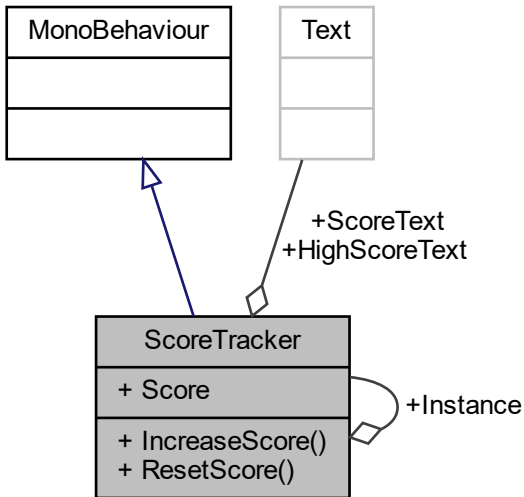 MonoBehaviour
Text
+ScoreText
+HighScoreText
ScoreTracker
+ Score
+Instance
+ IncreaseScore()
+ ResetScore()